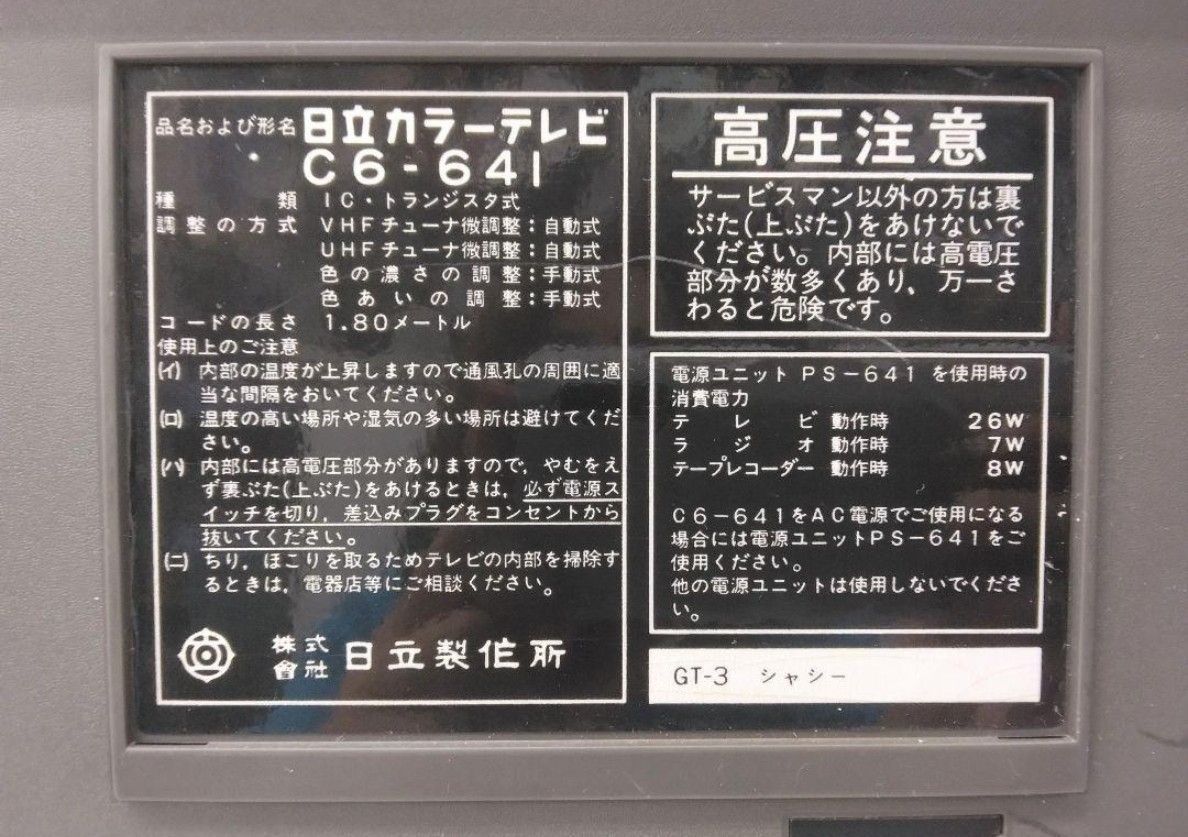 品名および形名 日立カラーテレビ
C6-641
種類 IC・トランジスタ式
調整の方式 VHFチューナ微調整：自動式
UHFチューナ微調整：自動式
色の濃さの調整：手動式
色あいの調整：手動式
コードの長さ 1.80メートル
使用上のご注意
(イ) 内部の温度が上昇しますので通風孔の周囲に適
当な間隔をおいてください。
(ロ) 温度の高い場所や湿気の多い場所は避けてくだ
さい。
(ハ) 内部には高電圧部分がありますので，やむをえ
ず裏ぶた(上ぶた)をあけるときは，必ず電源ス
イッチを切り，差込みプラグをコンセントから
抜いてください。
(ニ) ちり，ほこりを取るためテレビの内部を掃除す
るときは，電器店等にご相談ください。
株式會社 日立製作所
高圧注意
サービスマン以外の方は裏
ぶた(上ぶた)をあけないで
ください。内部には高電圧
部分が数多くあり，万一さ
わると危険です。
電源ユニット PS-641 を使用時の
消費電力
テレビ 動作時 26W
ラジオ 動作時 7W
テープレコーダー 動作時 8W
C6-641をAC電源でご使用になる
場合には電源ユニットPS-641をご
使用ください。
他の電源ユニットは使用しないでくださ
い。
GT-3 シャシー